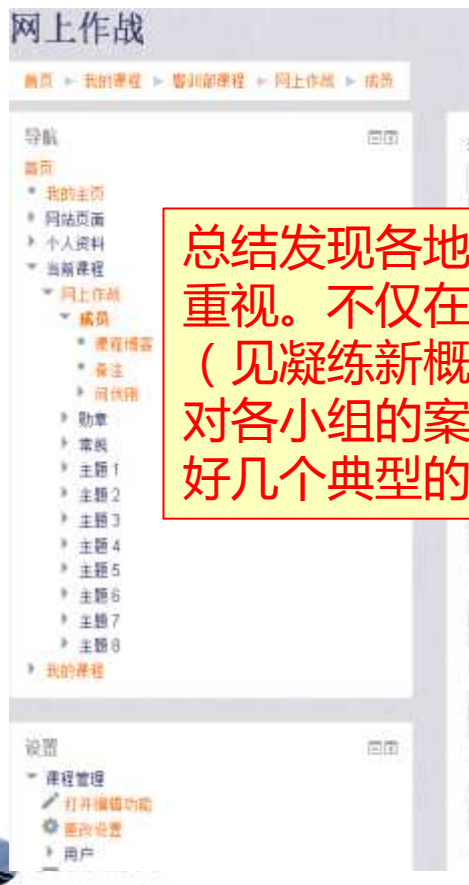 网上作战
首页 ► 我的课程 ► 警训部课程 ► 网上作战 ► 成员
导航
首页
我的主页
网站页面
个人资料
当前课程
网上作战
成员
课程博客
备注
勋章
常规
主题 1
主题 2
主题 3
主题 4
主题 5
主题 6
主题 7
主题 8
我的课程
总结发现各地
重视。不仅在
（见凝练新概
对各小组的案
好几个典型的
设置
课程管理
打开编辑功能
更改设置
用户